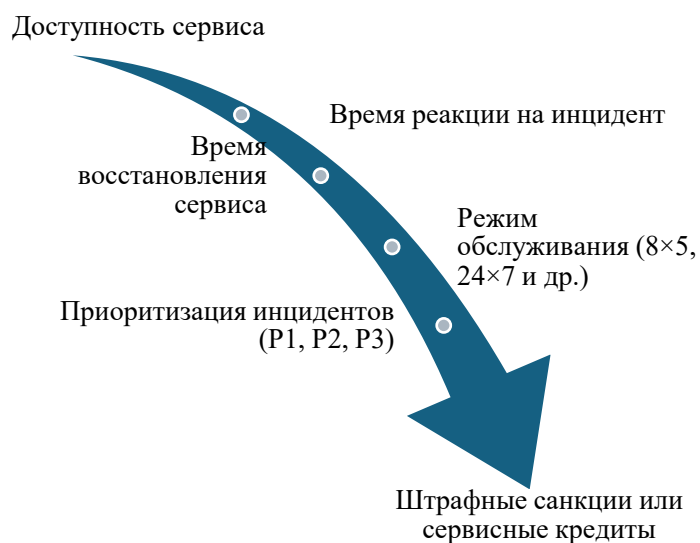 Доступность сервиса
Время реакции на инцидент
Время
восстановления
сервиса
Режим
обслуживания (8×5,
24×7 и др.)
Приоритизация инцидентов
(P1, P2, P3)
Штрафные санкции или
сервисные кредиты